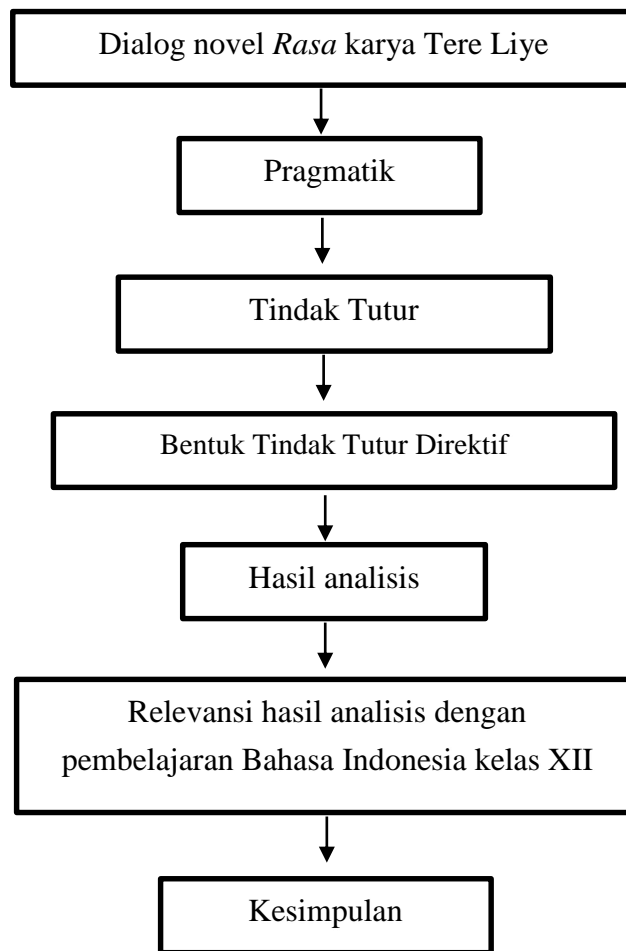 Dialog novel Rasa karya Tere Liye
Pragmatik
Tindak Tutur
Bentuk Tindak Tutur Direktif
Hasil analisis
Relevansi hasil analisis dengan
pembelajaran Bahasa Indonesia kelas XII
Kesimpulan